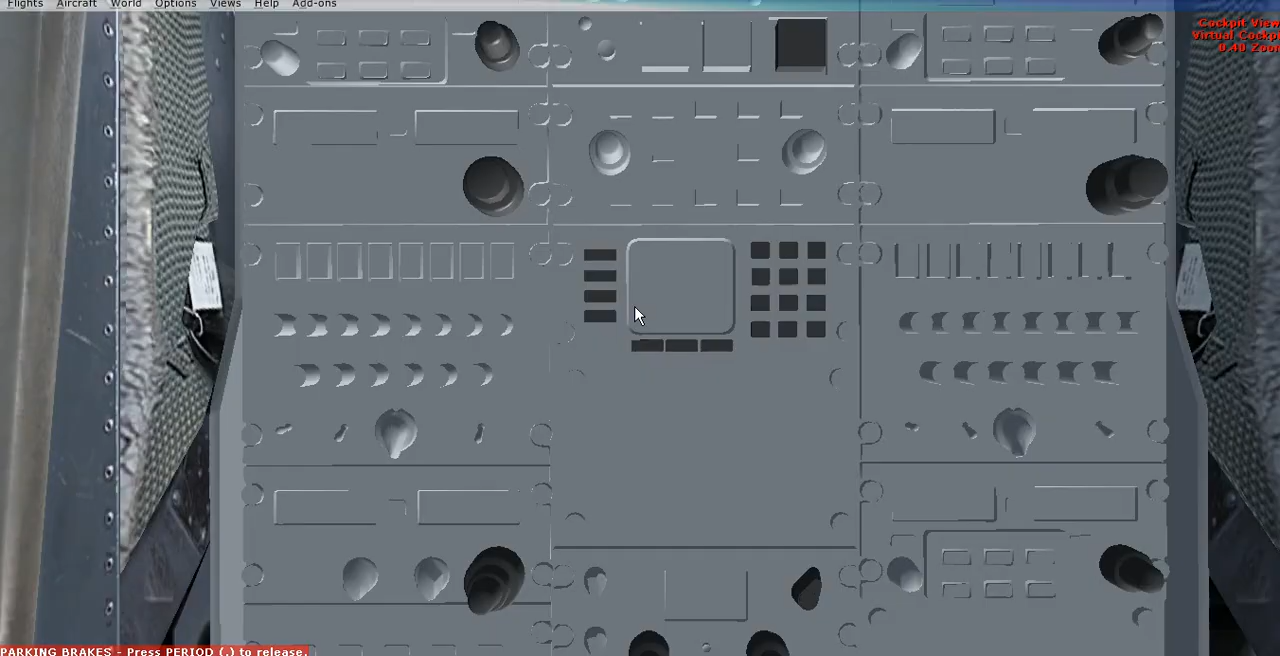 Flights Aircraft World Options Views Help Add-ons
Cockpit View
Virtual Cockp
0.40 Zoom
PARKING BRAKES - Press PERIOD (.) to release.